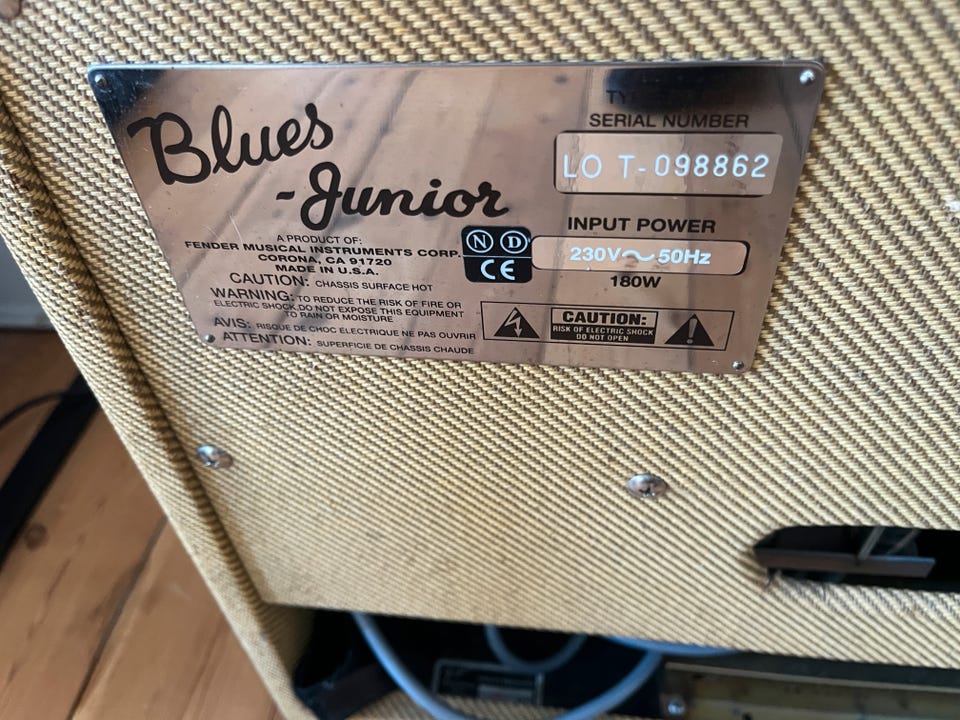 Blues
-Junior
A PRODUCT OF:
FENDER MUSICAL INSTRUMENTS CORP.
CORONA, CA 91720
MADE IN U.S.A.
CAUTION: CHASSIS SURFACE HOT
WARNING: TO REDUCE THE RISK OF FIRE OR
ELECTRIC SHOCK,DO NOT EXPOSE THIS EQUIPMENT
TO RAIN OR MOISTURE
AVIS: RISQUE DE CHOC ELECTRIQUE NE PAS OUVRIR
ATTENTION: SUPERFICIE DE CHASSIS CHAUDE
SERIAL NUMBER
LO T-098862
INPUT POWER
N D
CE
230V~50Hz
180W
CAUTION:
RISK OF ELECTRIC SHOCK
DO NOT OPEN